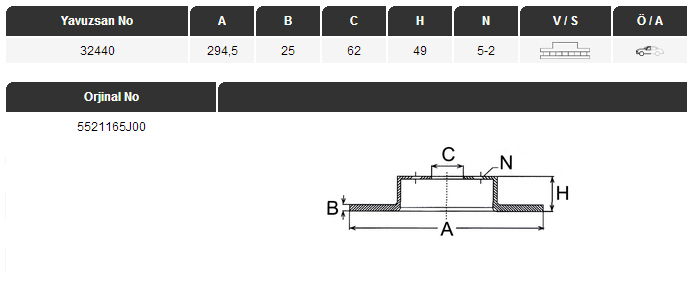 Yavuzsan No A B C H N V / S Ö / A
32440 294,5 25 62 49 5-2
Orjinal No
5521165J00
C N
B H
A